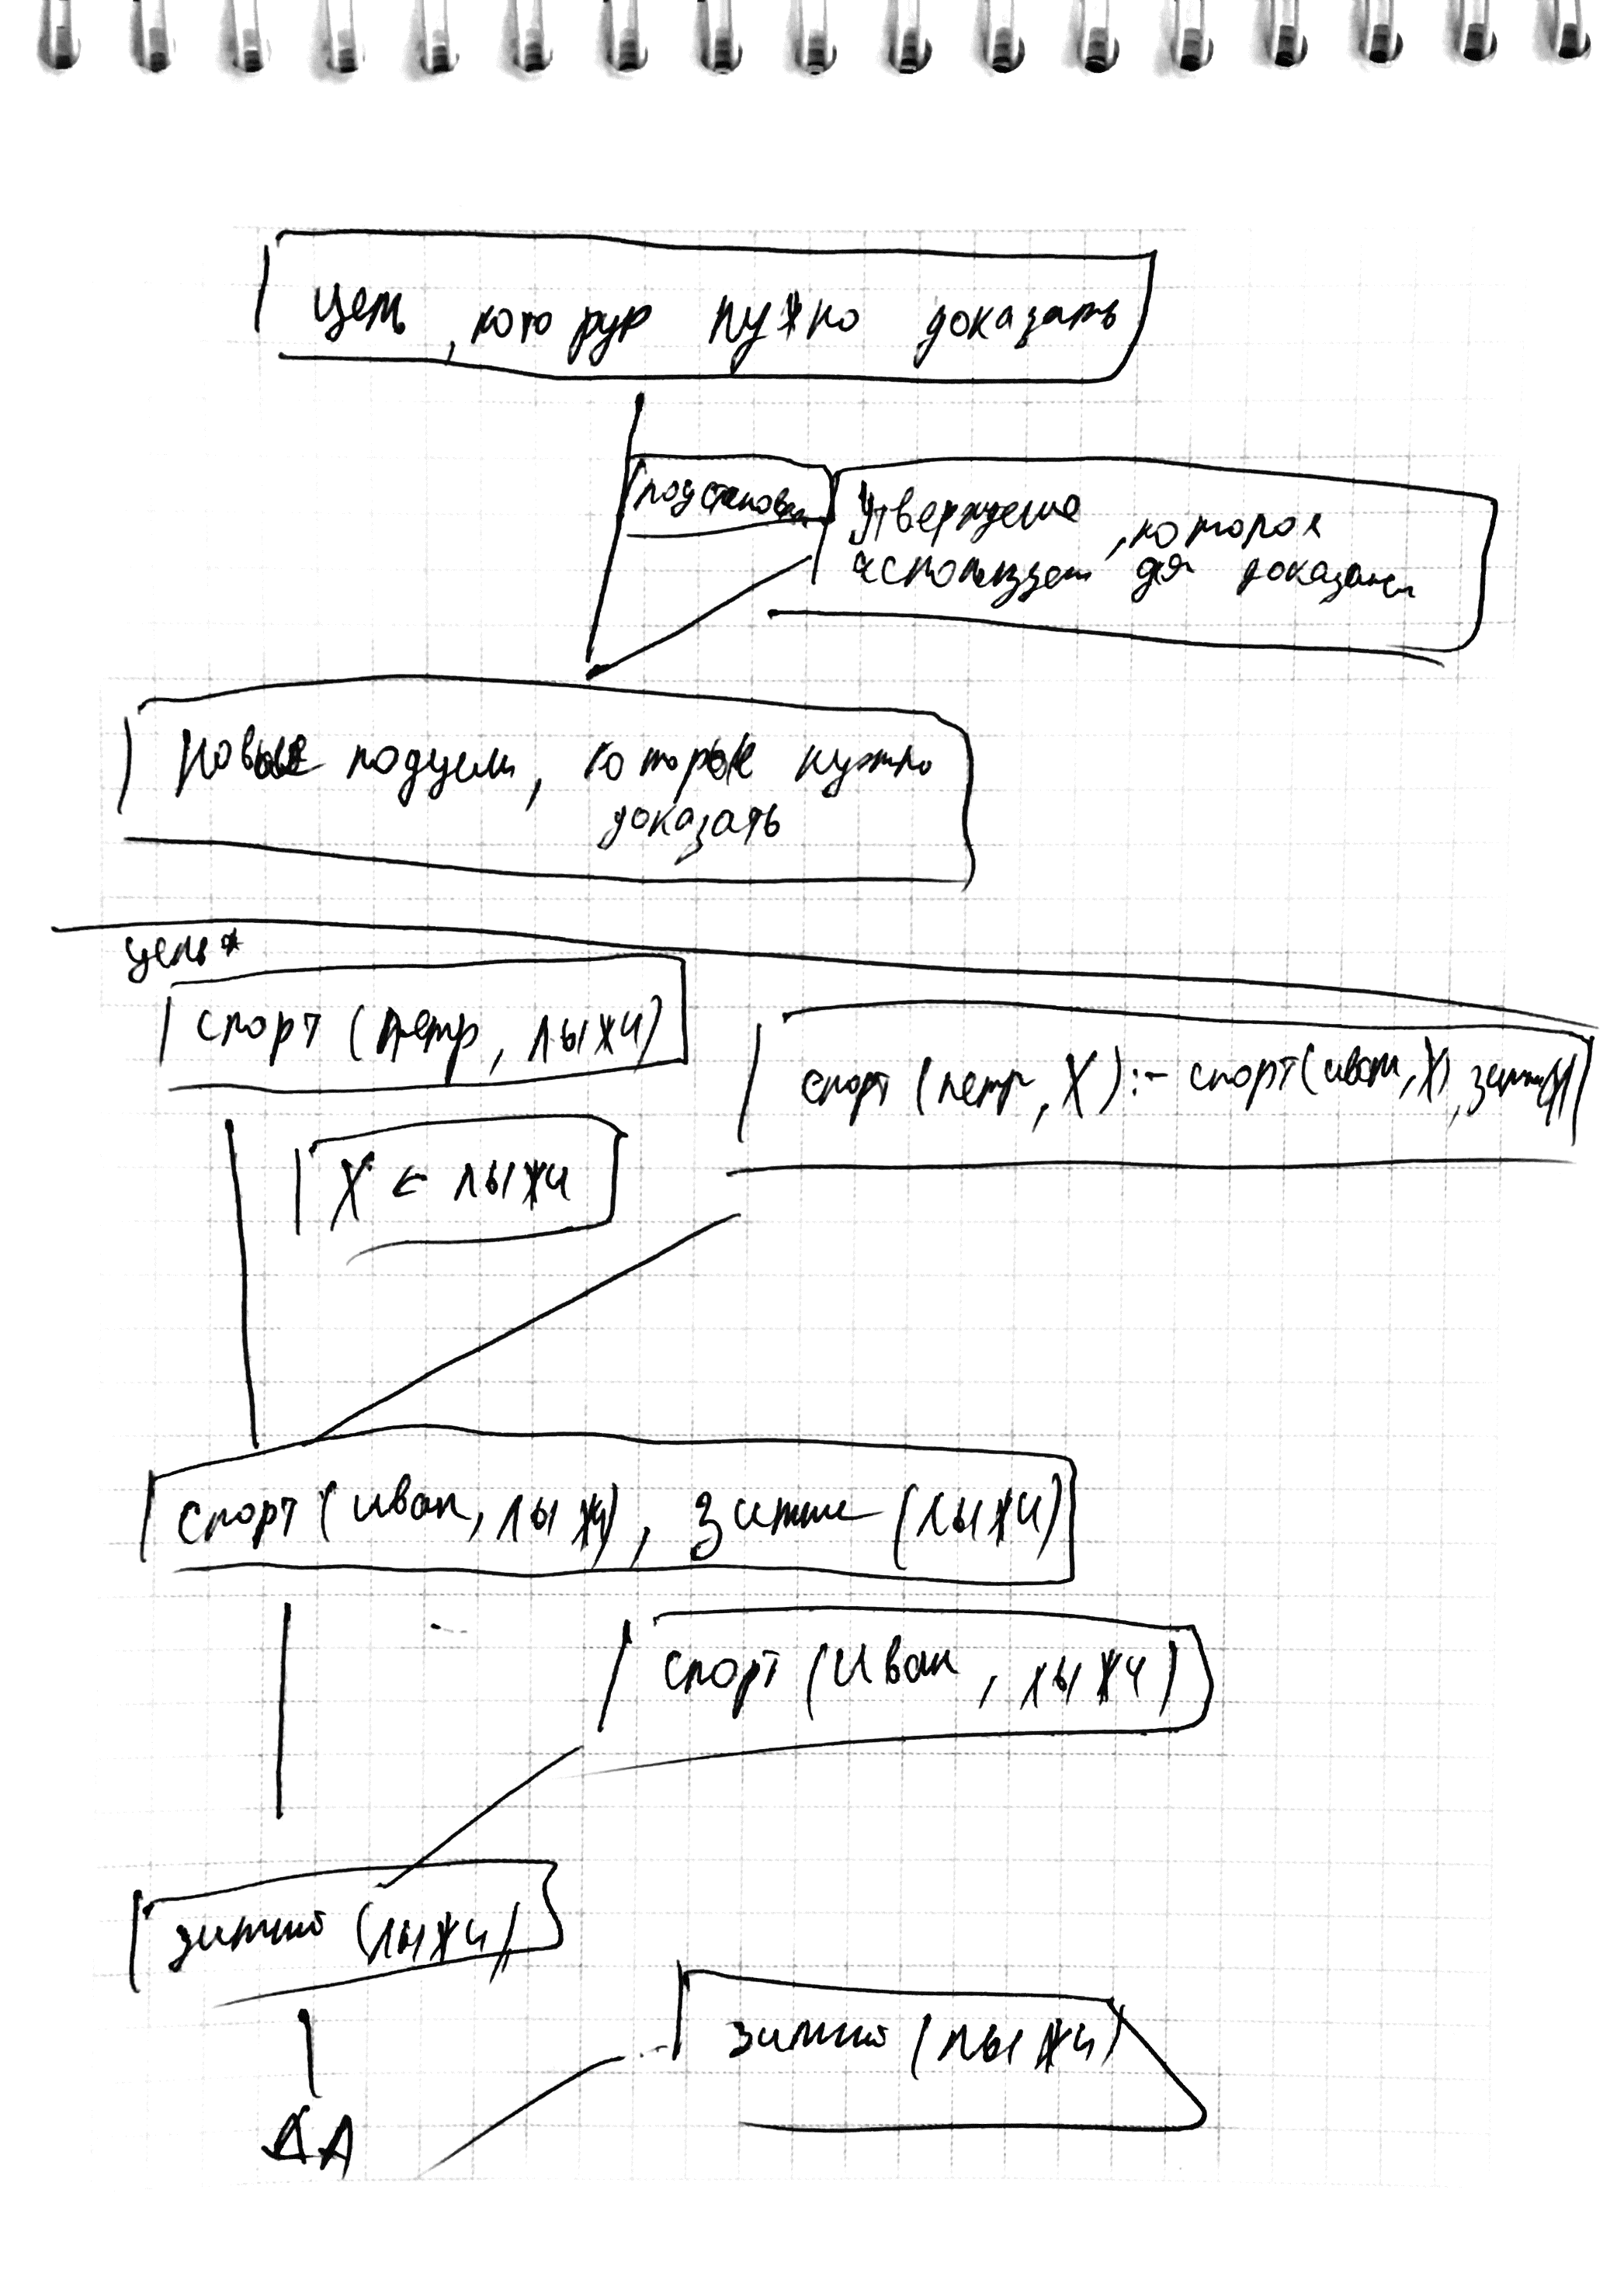 цель, которую нужно доказать
подстановка
Утверждение, которое
используем для доказания
Новые подцели, которые нужно
доказать
цель*
спорт (петр, лыжи)
спорт (петр, X) :- спорт(иван, X), зимний(X)
X ← лыжи
спорт (иван, лыжи), зимний (лыжи)
спорт (Иван, лыжи)
зимний (лыжи)
зимний (лыжи)
ДА